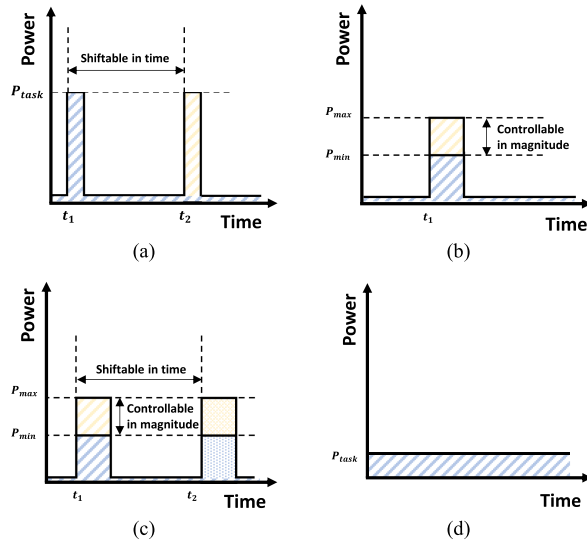 Power
Shiftable in time
P_task
t_1
t_2
Time
(a)
Power
P_max
Controllable
in magnitude
P_min
t_1
Time
(b)
Power
Shiftable in time
P_max
Controllable
in magnitude
P_min
t_1
t_2
Time
(c)
Power
P_task
Time
(d)